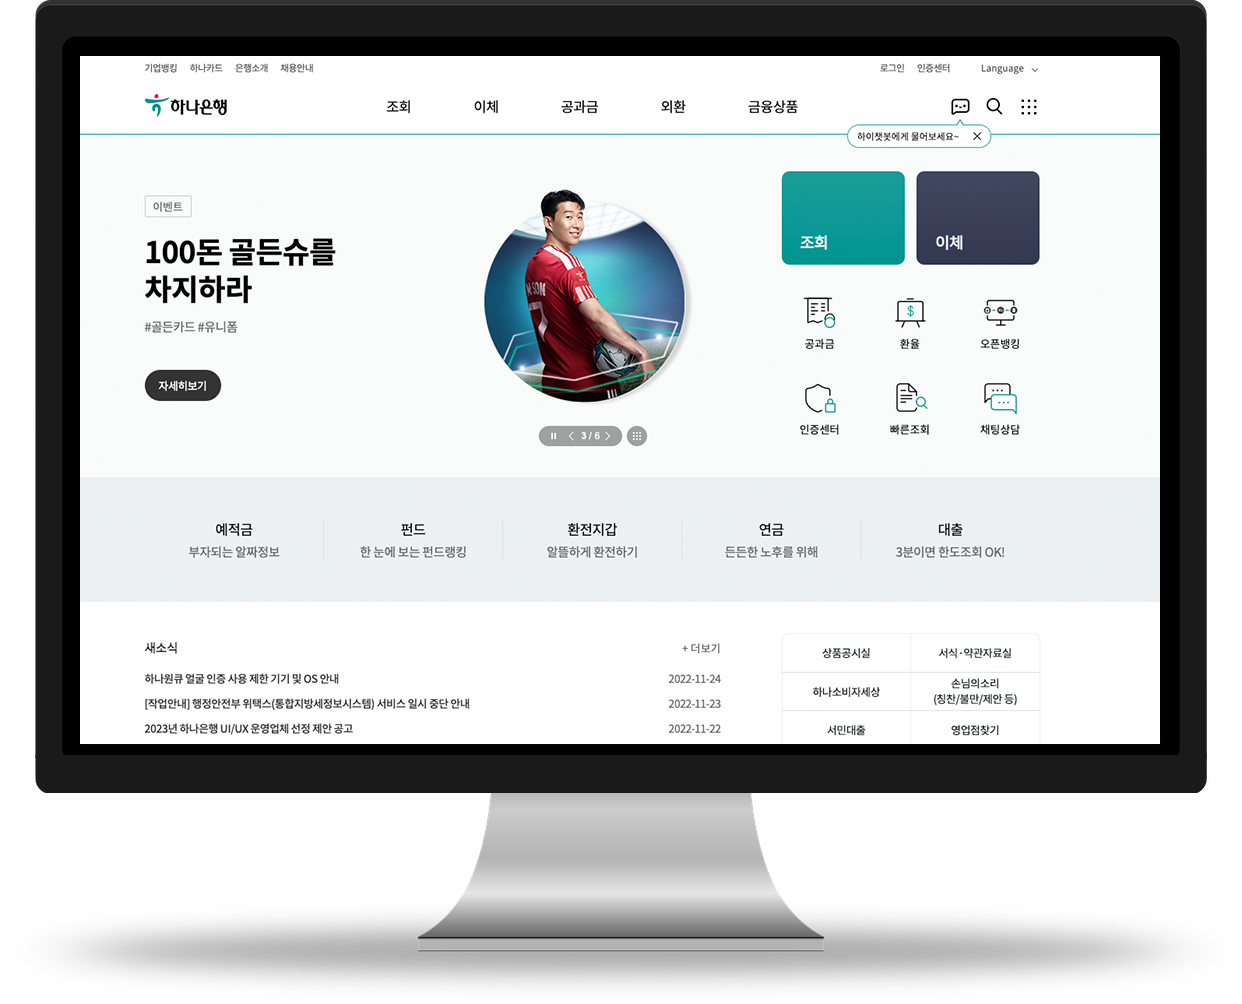 기업뱅킹 하나카드 은행소개 채용안내
로그인 인증센터 Language
하나은행
조회 이체 공과금 외환 금융상품
하이챗봇에게 물어보세요~
이벤트
100돈 골든슈를
차지하라
#골든카드 #유니폼
자세히보기
M SON
7
3 / 6
조회
이체
$
공과금 환율 오픈뱅킹
인증센터 빠른조회 채팅상담
예적금
부자되는 알짜정보
펀드
한 눈에 보는 펀드랭킹
환전지갑
알뜰하게 환전하기
연금
든든한 노후를 위해
대출
3분이면 한도조회 OK!
새소식 + 더보기
하나원큐 얼굴 인증 사용 제한 기기 및 OS 안내 2022-11-24
[작업안내] 행정안전부 위택스(통합지방세정보시스템) 서비스 일시 중단 안내 2022-11-23
2023년 하나은행 UI/UX 운영업체 선정 제안 공고 2022-11-22
상품공시실 서식·약관자료실
하나소비자세상
손님의소리
(칭찬/불만/제안 등)
서민대출 영업점찾기